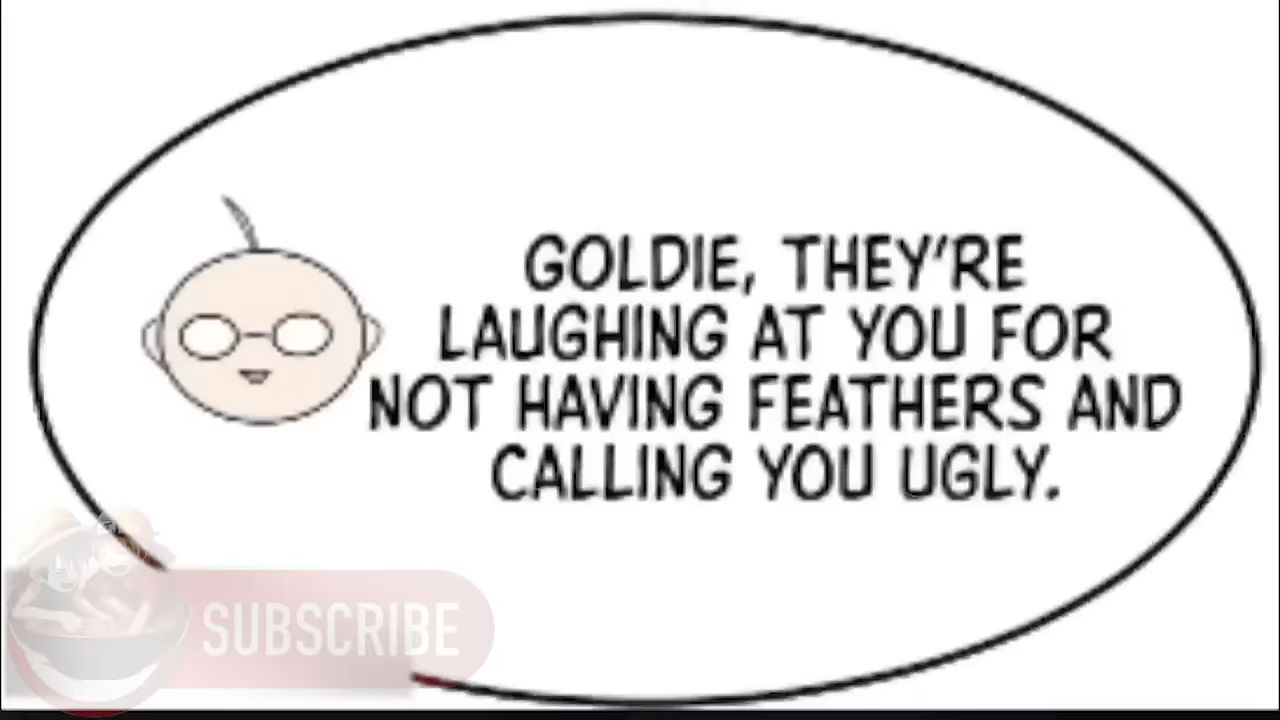 GOLDIE, THEY'RE
LAUGHING AT YOU FOR
NOT HAVING FEATHERS AND
CALLING YOU UGLY.
SUBSCRIBE